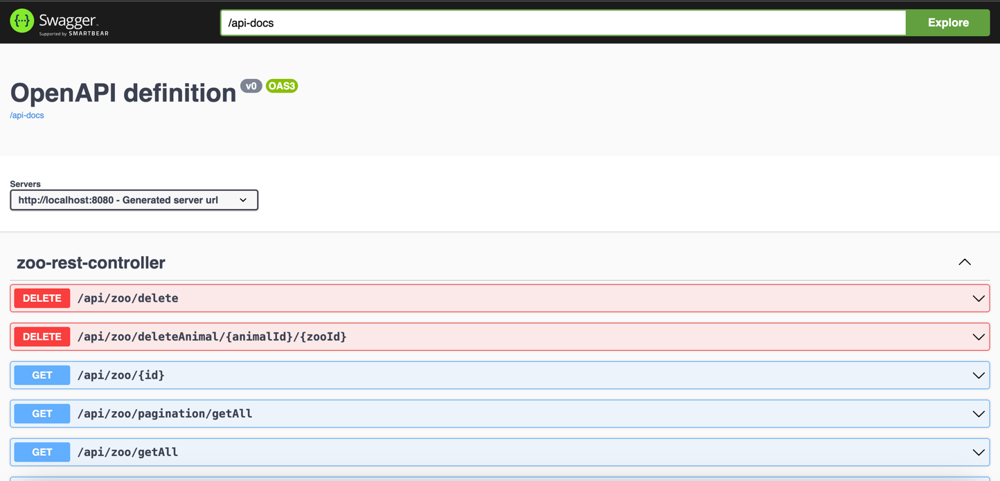 {···} Swagger™
Supported by SMARTBEAR
/api-docs
Explore
OpenAPI definition v0 OAS3
/api-docs
Servers
http://localhost:8080 - Generated server url
zoo-rest-controller
DELETE /api/zoo/delete
DELETE /api/zoo/deleteAnimal/{animalId}/{zooId}
GET /api/zoo/{id}
GET /api/zoo/pagination/getAll
GET /api/zoo/getAll